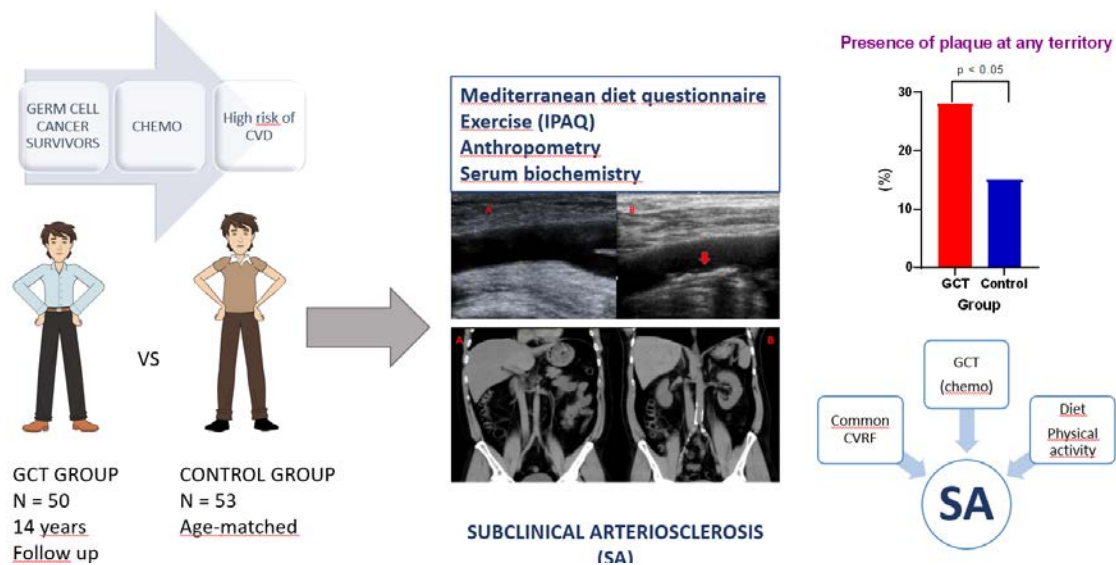 GERM CELL
CANCER
SURVIVORS
CHEMO
High risk of
CVD
VS
GCT GROUP
N = 50
14 years
Follow up
CONTROL GROUP
N = 53
Age-matched
Mediterranean diet questionnaire
Exercise (IPAQ)
Anthropometry
Serum biochemistry
A
B
A
B
SUBCLINICAL ARTERIOSCLEROSIS
(SA)
Presence of plaque at any territory
p < 0.05
30
20
10
0
(%)
GCT Control
Group
GCT
(chemo)
Common
CVRF
Diet
Physical
activity
SA